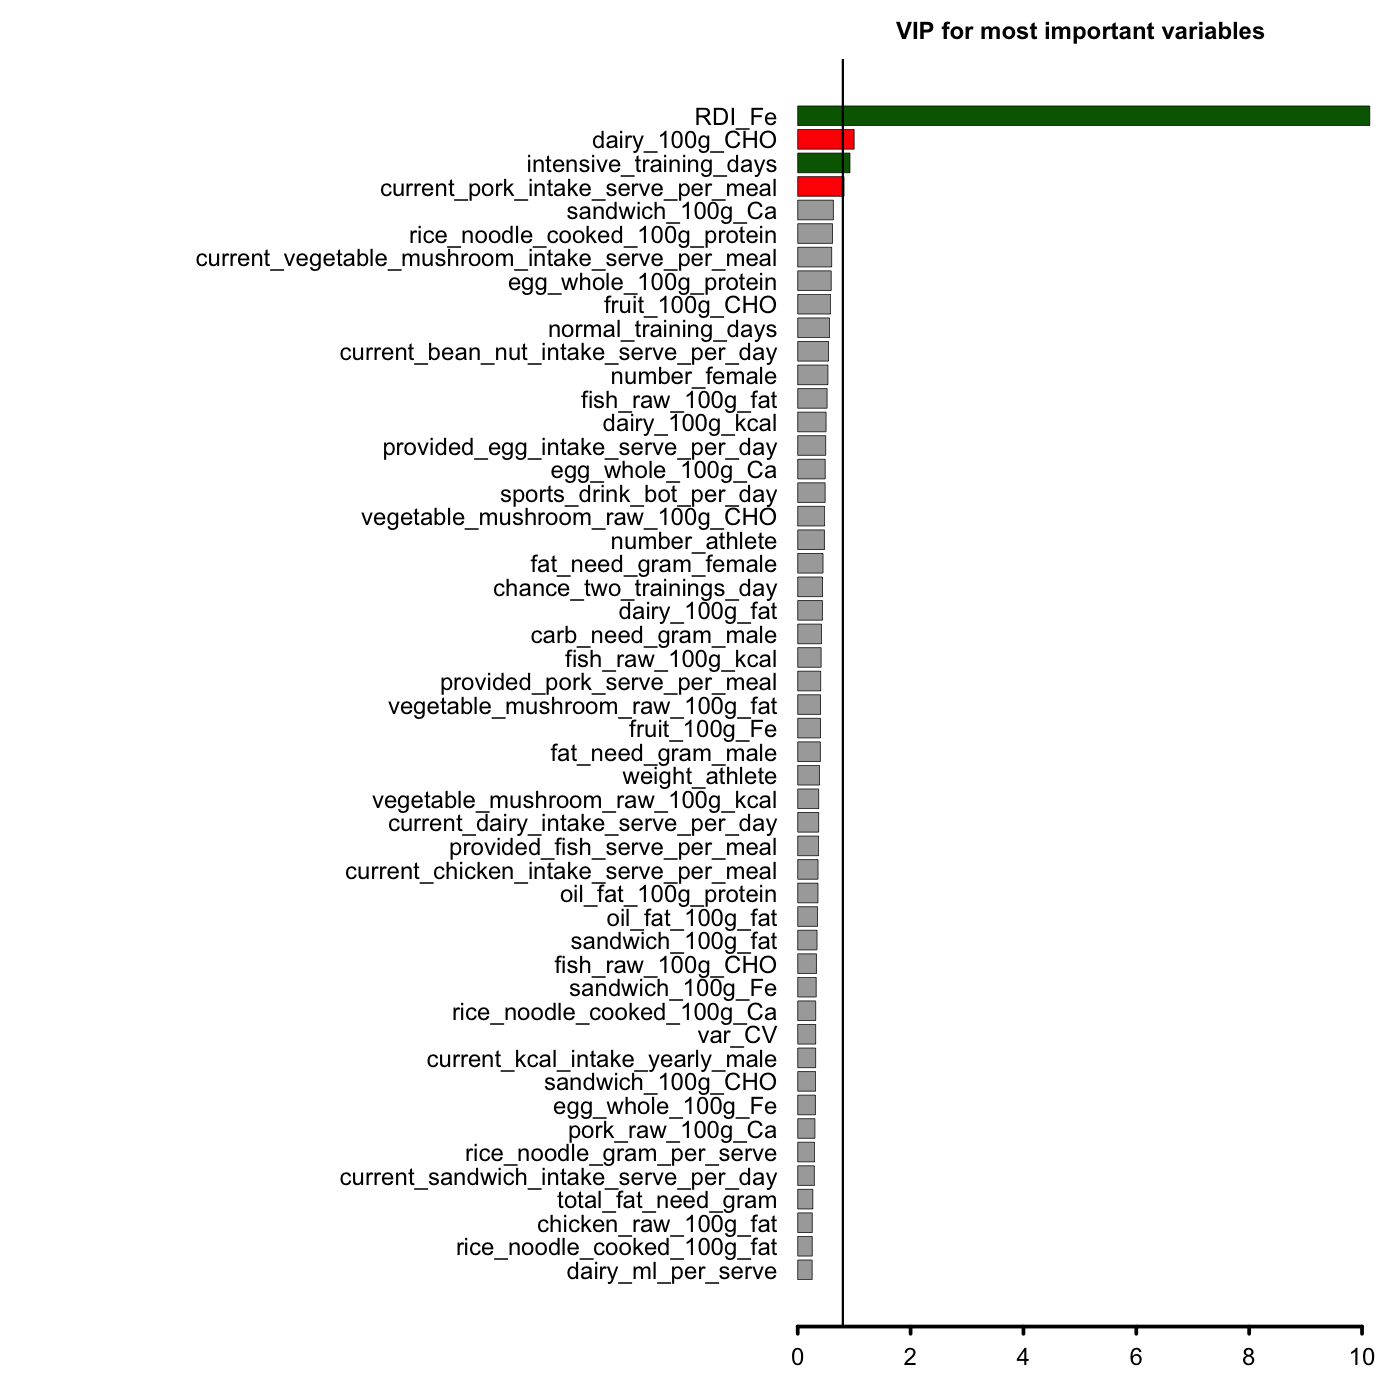 VIP for most important variables
RDI_Fe
dairy_100g_CHO
intensive_training_days
current_pork_intake_serve_per_meal
sandwich_100g_Ca
rice_noodle_cooked_100g_protein
current_vegetable_mushroom_intake_serve_per_meal
egg_whole_100g_protein
fruit_100g_CHO
normal_training_days
current_bean_nut_intake_serve_per_day
number_female
fish_raw_100g_fat
dairy_100g_kcal
provided_egg_intake_serve_per_day
egg_whole_100g_Ca
sports_drink_bot_per_day
vegetable_mushroom_raw_100g_CHO
number_athlete
fat_need_gram_female
chance_two_trainings_day
dairy_100g_fat
carb_need_gram_male
fish_raw_100g_kcal
provided_pork_serve_per_meal
vegetable_mushroom_raw_100g_fat
fruit_100g_Fe
fat_need_gram_male
weight_athlete
vegetable_mushroom_raw_100g_kcal
current_dairy_intake_serve_per_day
provided_fish_serve_per_meal
current_chicken_intake_serve_per_meal
oil_fat_100g_protein
oil_fat_100g_fat
sandwich_100g_fat
fish_raw_100g_CHO
sandwich_100g_Fe
rice_noodle_cooked_100g_Ca
var_CV
current_kcal_intake_yearly_male
sandwich_100g_CHO
egg_whole_100g_Fe
pork_raw_100g_Ca
rice_noodle_gram_per_serve
current_sandwich_intake_serve_per_day
total_fat_need_gram
chicken_raw_100g_fat
rice_noodle_cooked_100g_fat
dairy_ml_per_serve
0 2 4 6 8 10